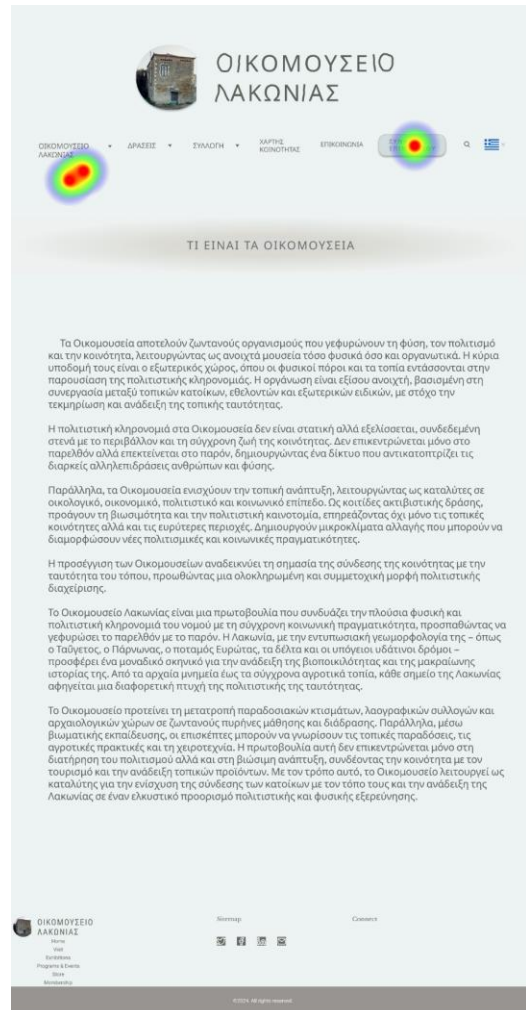 ΟΙΚΟΜΟΥΣΕΙΟ
ΛΑΚΩΝΙΑΣ
ΟΙΚΟΜΟΥΣΕΙΟ
ΛΑΚΩΝΙΑΣ
ΔΡΑΣΕΙΣ
ΣΥΛΛΟΓΗ
ΧΑΡΤΗΣ
ΚΟΙΝΟΤΗΤΑΣ
ΕΠΙΚΟΙΝΩΝΙΑ
ΤΙ ΕΙΝΑΙ ΤΑ ΟΙΚΟΜΟΥΣΕΙΑ
Τα Οικομουσεία αποτελούν ζωντανούς οργανισμούς που γεφυρώνουν τη φύση, τον πολιτισμό
και την κοινότητα, λειτουργώντας ως ανοιχτά μουσεία τόσο φυσικά όσο και οργανωτικά. Η κύρια
υποδομή τους είναι ο εξωτερικός χώρος, όπου οι φυσικοί πόροι και τα τοπία εντάσσονται στην
παρουσίαση της πολιτιστικής κληρονομιάς. Η οργάνωση είναι εξίσου ανοιχτή, βασισμένη στη
συνεργασία μεταξύ τοπικών κατοίκων, εθελοντών και εξωτερικών ειδικών, με στόχο την
τεκμηρίωση και ανάδειξη της τοπικής ταυτότητας.
Η πολιτιστική κληρονομιά στα Οικομουσεία δεν είναι στατική αλλά εξελίσσεται, συνδεδεμένη
στενά με το περιβάλλον και τη σύγχρονη ζωή της κοινότητας. Δεν επικεντρώνεται μόνο στο
παρελθόν αλλά επεκτείνεται στο παρόν, δημιουργώντας ένα δίκτυο που αντικατοπτρίζει τις
διαρκείς αλληλεπιδράσεις ανθρώπων και φύσης.
Παράλληλα, τα Οικομουσεία ενισχύουν την τοπική ανάπτυξη, λειτουργώντας ως καταλύτες σε
οικολογικό, οικονομικό, πολιτιστικό και κοινωνικό επίπεδο. Ως κοιτίδες ακτιβιστικής δράσης,
προάγουν τη βιωσιμότητα και την πολιτιστική καινοτομία, επηρεάζοντας όχι μόνο τις τοπικές
κοινότητες αλλά και τις ευρύτερες περιοχές. Δημιουργούν μικροκλίματα αλλαγής που μπορούν να
διαμορφώσουν νέες πολιτισμικές και κοινωνικές πραγματικότητες.
Η προσέγγιση των Οικομουσείων αναδεικνύει τη σημασία της σύνδεσης της κοινότητας με την
ταυτότητα του τόπου, προωθώντας μια ολοκληρωμένη και συμμετοχική μορφή πολιτιστικής
διαχείρισης.
Το Οικομουσείο Λακωνίας είναι μια πρωτοβουλία που συνδυάζει την πλούσια φυσική και
πολιτιστική κληρονομιά του νομού με τη σύγχρονη κοινωνική πραγματικότητα, προσπαθώντας να
γεφυρώσει το παρελθόν με το παρόν. Η Λακωνία, με την εντυπωσιακή γεωμορφολογία της – όπως
ο Ταΰγετος, ο Πάρνωνας, ο ποταμός Ευρώτας, τα δέλτα και οι υπόγειοι υδάτινοι δρόμοι –
προσφέρει ένα μοναδικό σκηνικό για την ανάδειξη της βιοποικιλότητας και της μακραίωνης
ιστορίας της. Από τα αρχαία μνημεία έως τα σύγχρονα αγροτικά τοπία, κάθε σημείο της Λακωνίας
αφηγείται μια διαφορετική πτυχή της πολιτιστικής της ταυτότητας.
Το Οικομουσείο προτείνει τη μετατροπή παραδοσιακών κτισμάτων, λαογραφικών συλλογών και
αρχαιολογικών χώρων σε ζωντανούς πυρήνες μάθησης και διάδρασης. Παράλληλα, μέσω
βιωματικής εκπαίδευσης, οι επισκέπτες μπορούν να γνωρίσουν τις τοπικές παραδόσεις, τις
αγροτικές πρακτικές και τη χειροτεχνία. Η πρωτοβουλία αυτή δεν επικεντρώνεται μόνο στη
διατήρηση του πολιτισμού αλλά και στη βιώσιμη ανάπτυξη, συνδέοντας την κοινότητα με τον
τουρισμό και την ανάδειξη τοπικών προϊόντων. Με τον τρόπο αυτό, το Οικομουσείο λειτουργεί ως
καταλύτης για την ενίσχυση της σύνδεσης των κατοίκων με τον τόπο τους και την ανάδειξη της
Λακωνίας σε έναν ελκυστικό προορισμό πολιτιστικής και φυσικής εξερεύνησης.
ΟΙΚΟΜΟΥΣΕΙΟ
ΛΑΚΩΝΙΑΣ
Home
Visit
Exhibitions
Programs & Events
Store
Membership
Sitemap
Connect
©2024 All rights reserved